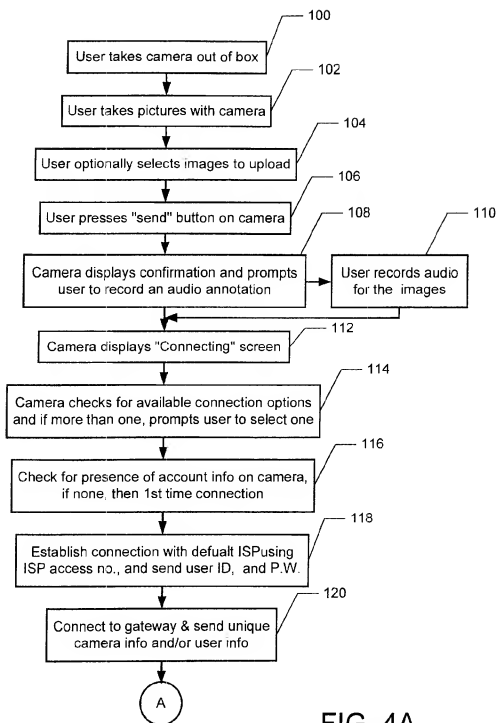 100
User takes camera out of box
102
User takes pictures with camera
104
User optionally selects images to upload
106
User presses "send" button on camera
108
110
Camera displays confirmation and prompts
user to record an audio annotation
User records audio
for the images
112
Camera displays "Connecting" screen
114
Camera checks for available connection options
and if more than one, prompts user to select one
116
Check for presence of account info on camera,
if none, then 1st time connection
118
Establish connection with defualt ISPusing
ISP access no., and send user ID, and P.W.
120
Connect to gateway & send unique
camera info and/or user info
A
FIG. 4A